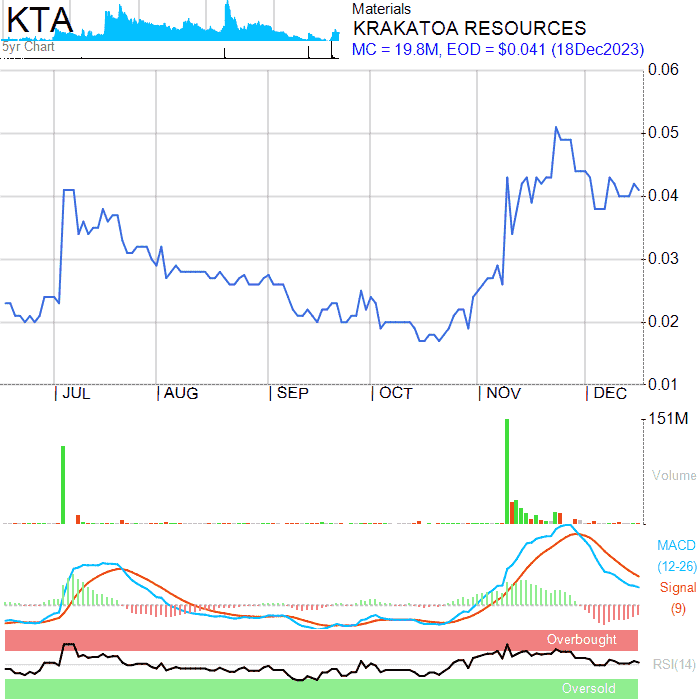 KTA
5yr Chart
Materials
KRAKATOA RESOURCES
MC = 19.8M, EOD = $0.041 (18Dec2023)
0.06
0.05
0.04
0.03
0.02
0.01
JUL AUG SEP OCT NOV DEC
151M
Volume
MACD
(12-26)
Signal
(9)
Overbought
RSI(14)
Oversold